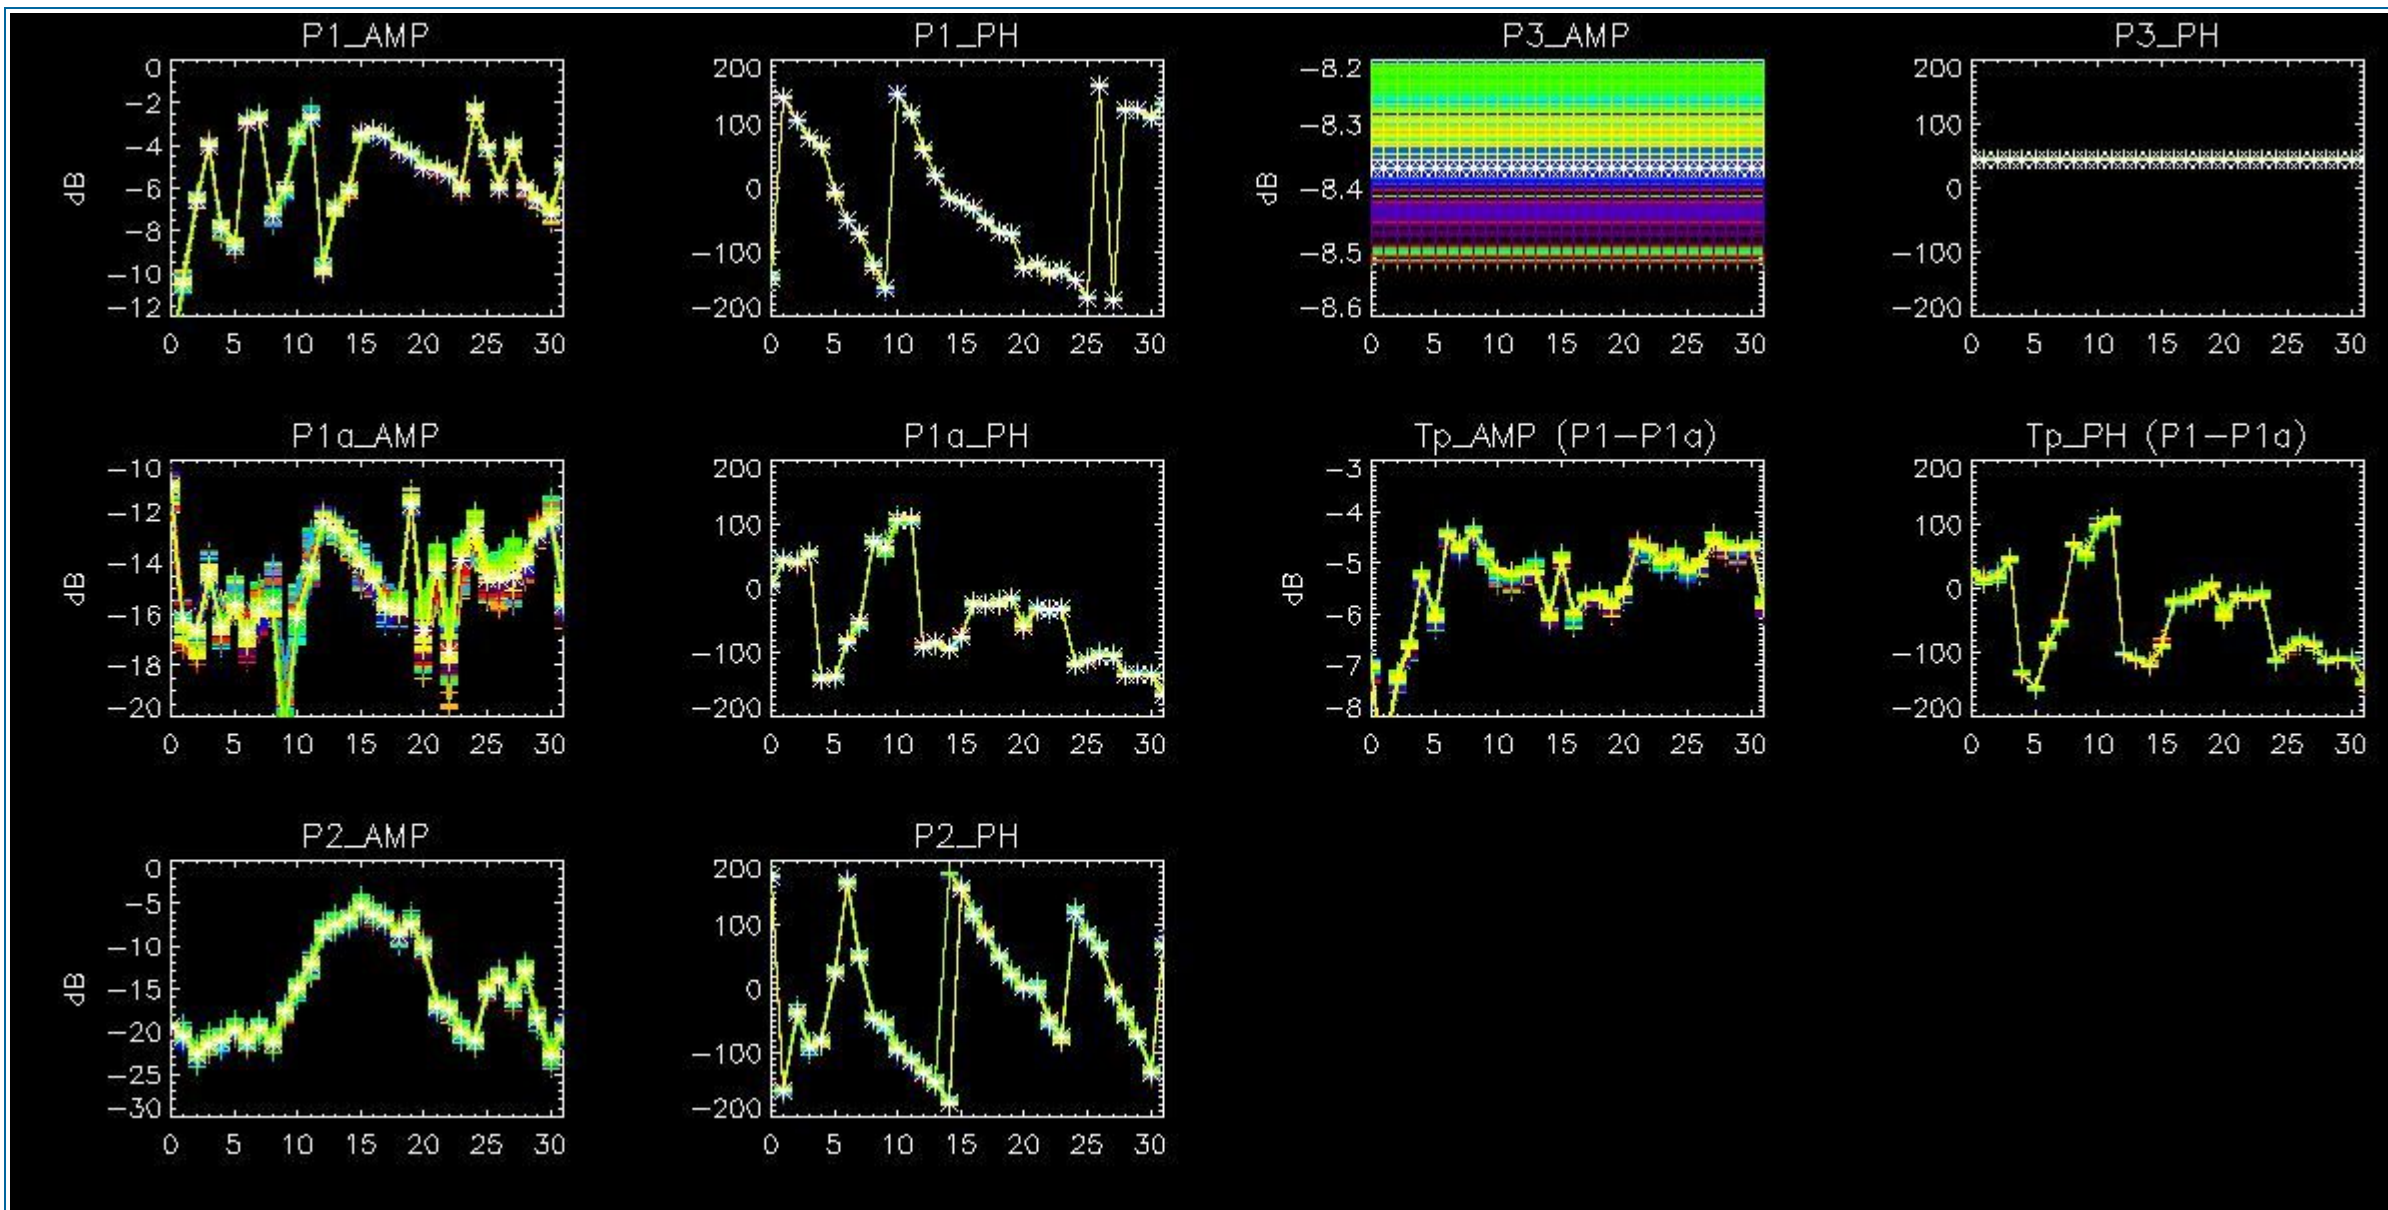 P1_AMP
P1_PH
P3_AMP
P3_PH
0
−2
−4
−6
−8
−10
−12
dB
0 5 10 15 20 25 30
200
100
0
−100
−200
0 5 10 15 20 25 30
−8.2
−8.3
−8.4
−8.5
−8.6
dB
0 5 10 15 20 25 30
200
100
0
−100
−200
0 5 10 15 20 25 30
P1a_AMP
P1a_PH
Tp_AMP (P1−P1a)
Tp_PH (P1−P1a)
−10
−12
−14
−16
−18
−20
dB
0 5 10 15 20 25 30
200
100
0
−100
−200
0 5 10 15 20 25 30
−3
−4
−5
−6
−7
−8
dB
0 5 10 15 20 25 30
200
100
0
−100
−200
0 5 10 15 20 25 30
P2_AMP
P2_PH
0
−5
−10
−15
−20
−25
−30
dB
0 5 10 15 20 25 30
200
100
0
−100
−200
0 5 10 15 20 25 30